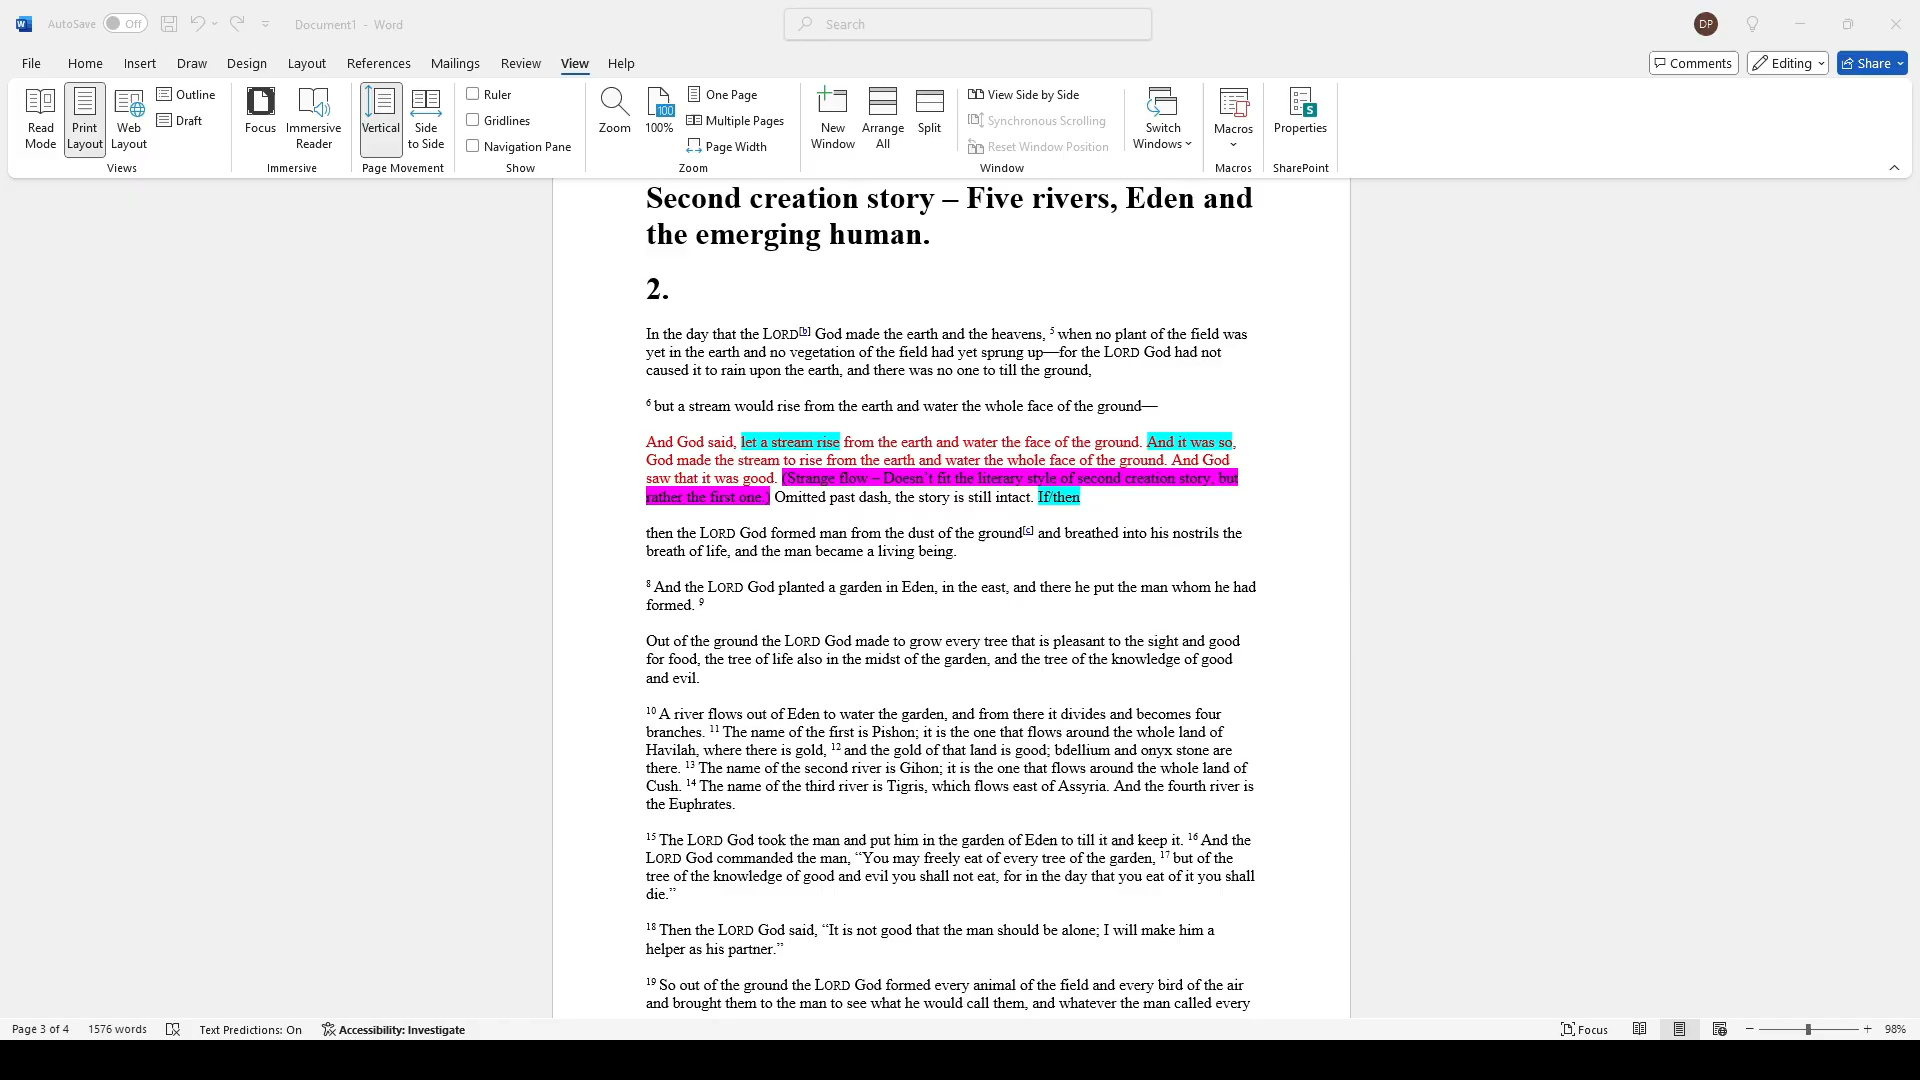 AutoSave Off Document1 - Word Search DP
File Home Insert Draw Design Layout References Mailings Review View Help Comments Editing Share
Read Mode
Print Layout
Web Layout
Outline
Draft
Views
Focus
Immersive Reader
Immersive
Vertical
Side to Side
Page Movement
Ruler
Gridlines
Navigation Pane
Show
Zoom
100
100%
One Page
Multiple Pages
Page Width
Zoom
New Window
Arrange All
Split
View Side by Side
Synchronous Scrolling
Reset Window Position
Switch Windows
Window
Macros
Macros
S
Properties
SharePoint
Second creation story – Five rivers, Eden and
the emerging human.
2.
In the day that the LORD[b] God made the earth and the heavens, 5 when no plant of the field was
yet in the earth and no vegetation of the field had yet sprung up—for the LORD God had not
caused it to rain upon the earth, and there was no one to till the ground,
6 but a stream would rise from the earth and water the whole face of the ground—
And God said, let a stream rise from the earth and water the face of the ground. And it was so,
God made the stream to rise from the earth and water the whole face of the ground. And God
saw that it was good. (Strange flow – Doesn’t fit the literary style of second creation story, but
rather the first one.) Omitted past dash, the story is still intact. If/then
then the LORD God formed man from the dust of the ground[c] and breathed into his nostrils the
breath of life, and the man became a living being.
8 And the LORD God planted a garden in Eden, in the east, and there he put the man whom he had
formed. 9
Out of the ground the LORD God made to grow every tree that is pleasant to the sight and good
for food, the tree of life also in the midst of the garden, and the tree of the knowledge of good
and evil.
10 A river flows out of Eden to water the garden, and from there it divides and becomes four
branches. 11 The name of the first is Pishon; it is the one that flows around the whole land of
Havilah, where there is gold, 12 and the gold of that land is good; bdellium and onyx stone are
there. 13 The name of the second river is Gihon; it is the one that flows around the whole land of
Cush. 14 The name of the third river is Tigris, which flows east of Assyria. And the fourth river is
the Euphrates.
15 The LORD God took the man and put him in the garden of Eden to till it and keep it. 16 And the
LORD God commanded the man, “You may freely eat of every tree of the garden, 17 but of the
tree of the knowledge of good and evil you shall not eat, for in the day that you eat of it you shall
die.”
18 Then the LORD God said, “It is not good that the man should be alone; I will make him a
helper as his partner.”
19 So out of the ground the LORD God formed every animal of the field and every bird of the air
and brought them to the man to see what he would call them, and whatever the man called every
Page 3 of 4 1576 words Text Predictions: On Accessibility: Investigate Focus 98%